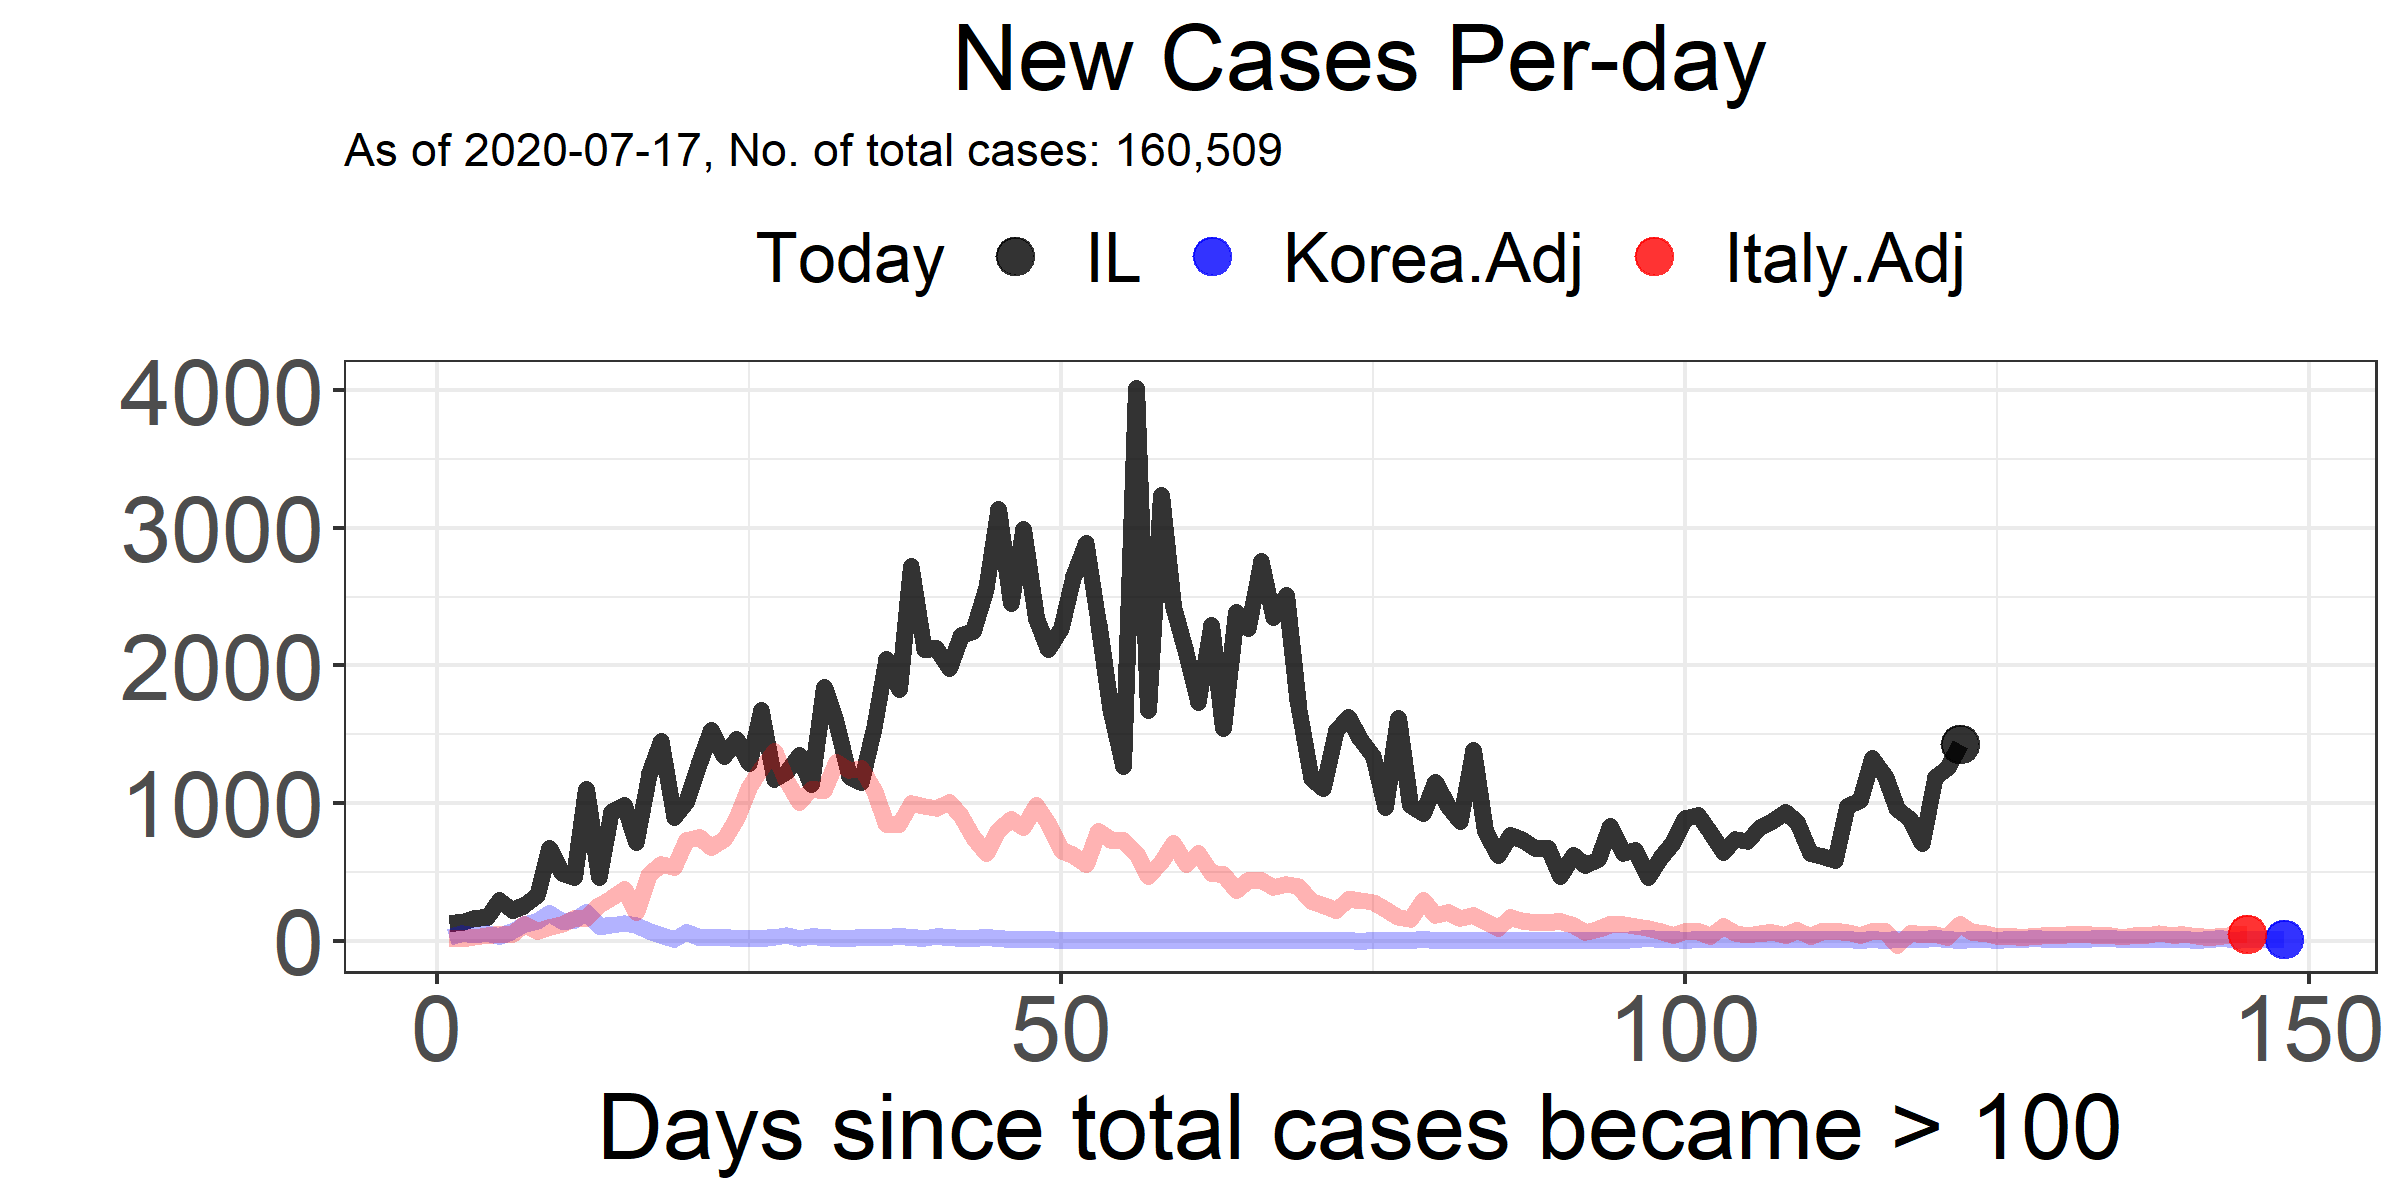 New Cases Per-day
As of 2020-07-17, No. of total cases: 160,509
Today IL Korea.Adj Italy.Adj
4000
3000
2000
1000
0
0 50 100 150
Days since total cases became > 100